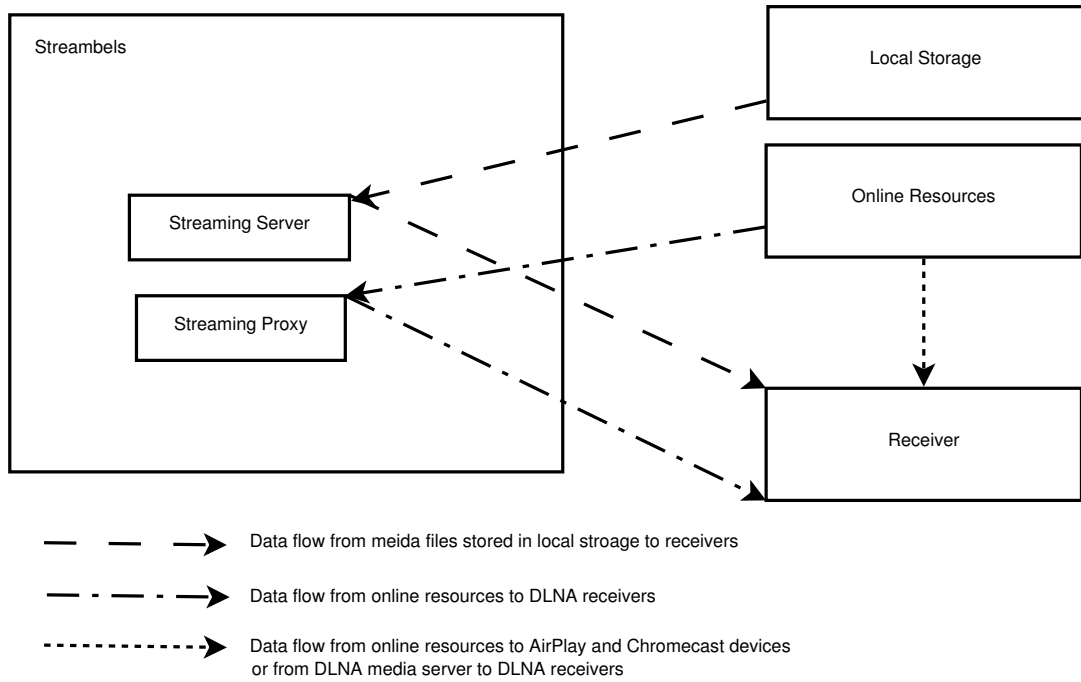 Streambels
Local Storage
Online Resources
Streaming Server
Streaming Proxy
Receiver
Data flow from meida files stored in local stroage to receivers
Data flow from online resources to DLNA receivers
Data flow from online resources to AirPlay and Chromecast devices
or from DLNA media server to DLNA receivers